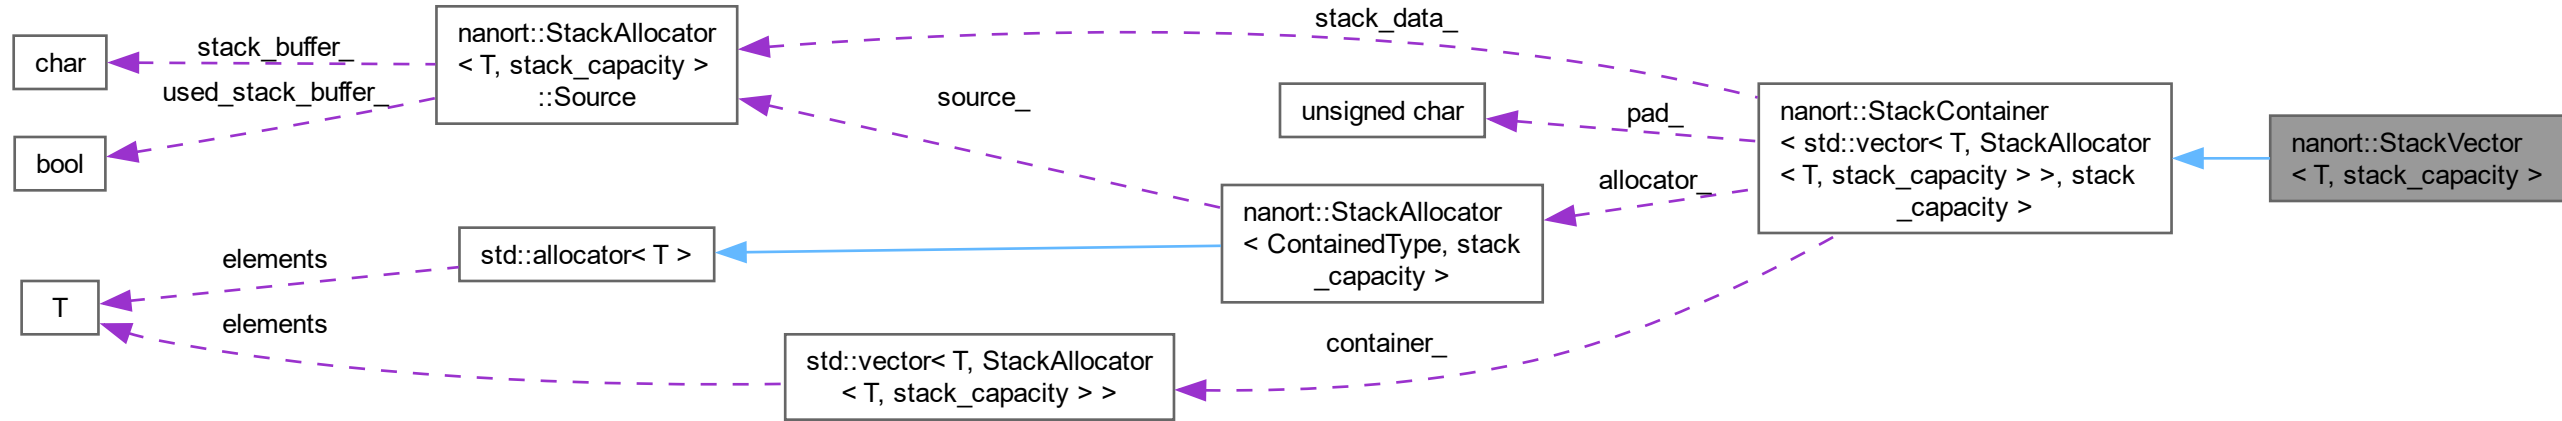 char
bool
T
stack_buffer_
used_stack_buffer_
elements
elements
nanort::StackAllocator
< T, stack_capacity >
::Source
std::allocator< T >
std::vector< T, StackAllocator
< T, stack_capacity > >
source_
stack_data_
unsigned char
nanort::StackAllocator
< ContainedType, stack
_capacity >
pad_
allocator_
container_
nanort::StackContainer
< std::vector< T, StackAllocator
< T, stack_capacity > >, stack
_capacity >
nanort::StackVector
< T, stack_capacity >